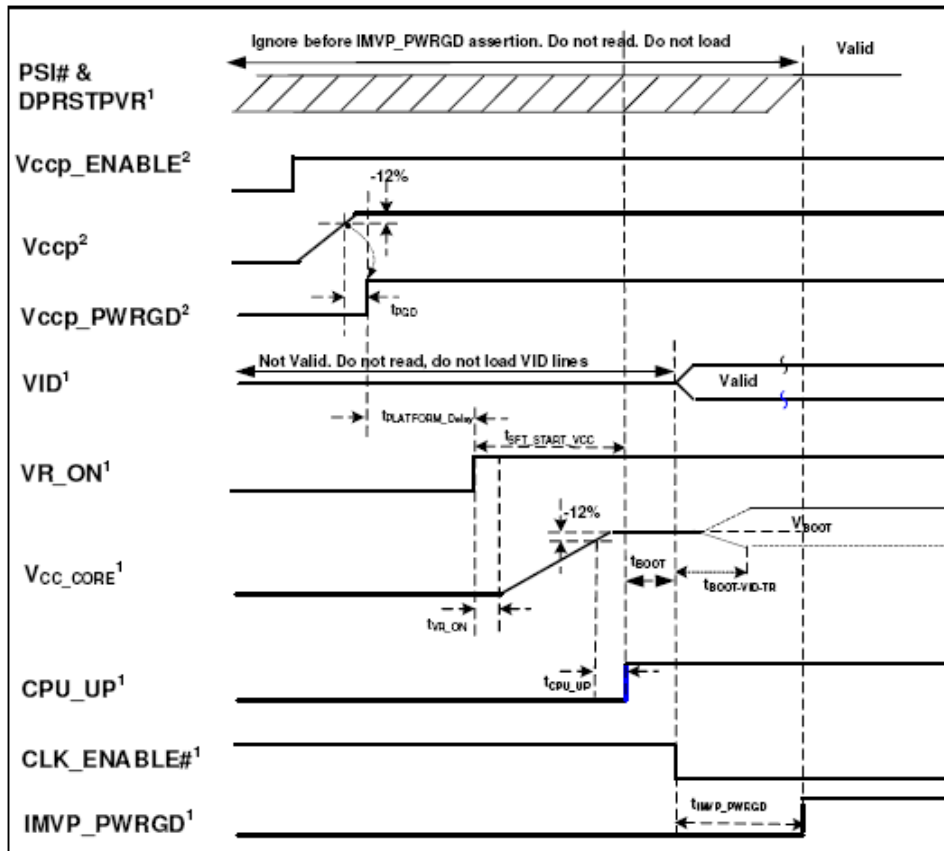 Ignore before IMVP_PWRGD assertion. Do not read. Do not load
Valid
PSI# &
DPRSTPVR¹
Vccp_ENABLE²
-12%
Vccp²
tPGD
Vccp_PWRGD²
Not Valid. Do not read, do not load VID lines
VID¹
Valid
tPLATFORM_Delay
tSFT_START_VCC
VR_ON¹
-12%
VBOOT
tBOOT
VCC_CORE¹
tBOOT-VID-TR
tVR_ON
CPU_UP¹
tCPU_UP
CLK_ENABLE#¹
tIMVP_PWRGD
IMVP_PWRGD¹